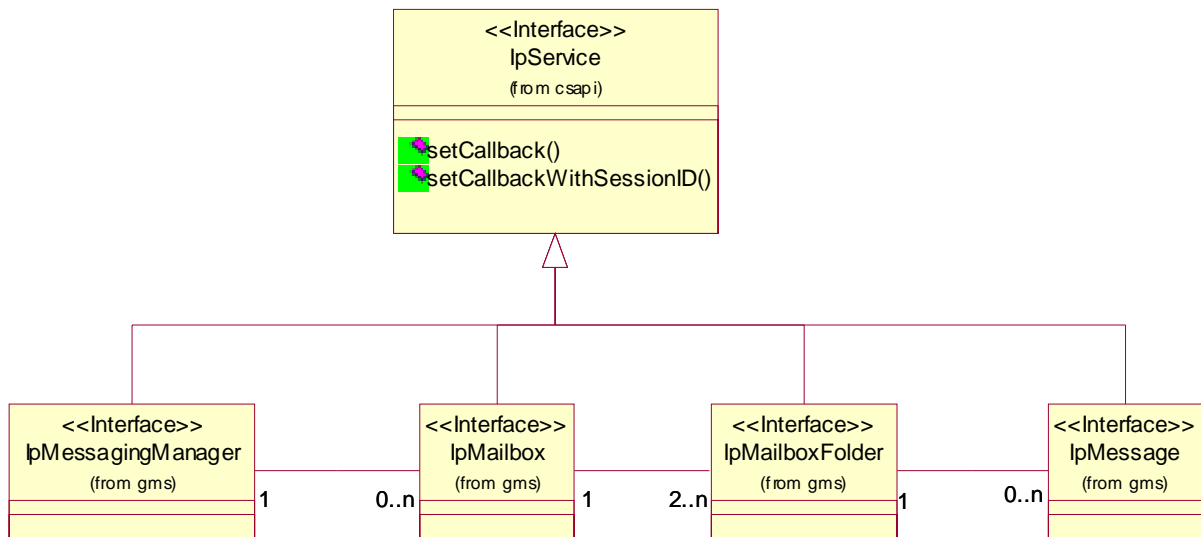 <<Interface>>
IpService
(from csapi)
setCallback()
setCallbackWithSessionID()
<<Interface>>
IpMessagingManager
(from gms)
<<Interface>>
IpMailbox
(from gms)
<<Interface>>
IpMailboxFolder
(from gms)
<<Interface>>
IpMessage
(from gms)
1
0..n
1
2..n
1
0..n